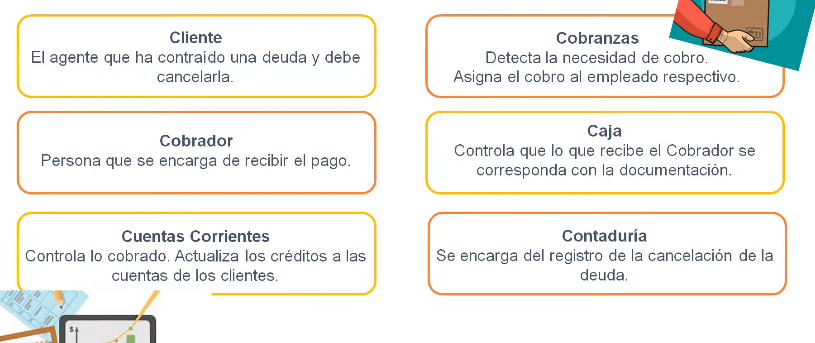 Cliente
El agente que ha contraído una deuda y debe
cancelarla.
Cobranzas
Detecta la necesidad de cobro.
Asigna el cobro al empleado respectivo.
Cobrador
Persona que se encarga de recibir el pago.
Caja
Controla que lo que recibe el Cobrador se
corresponda con la documentación.
Cuentas Corrientes
Controla lo cobrado. Actualiza los créditos a las
cuentas de los clientes.
Contaduría
Se encarga del registro de la cancelación de la
deuda.
$